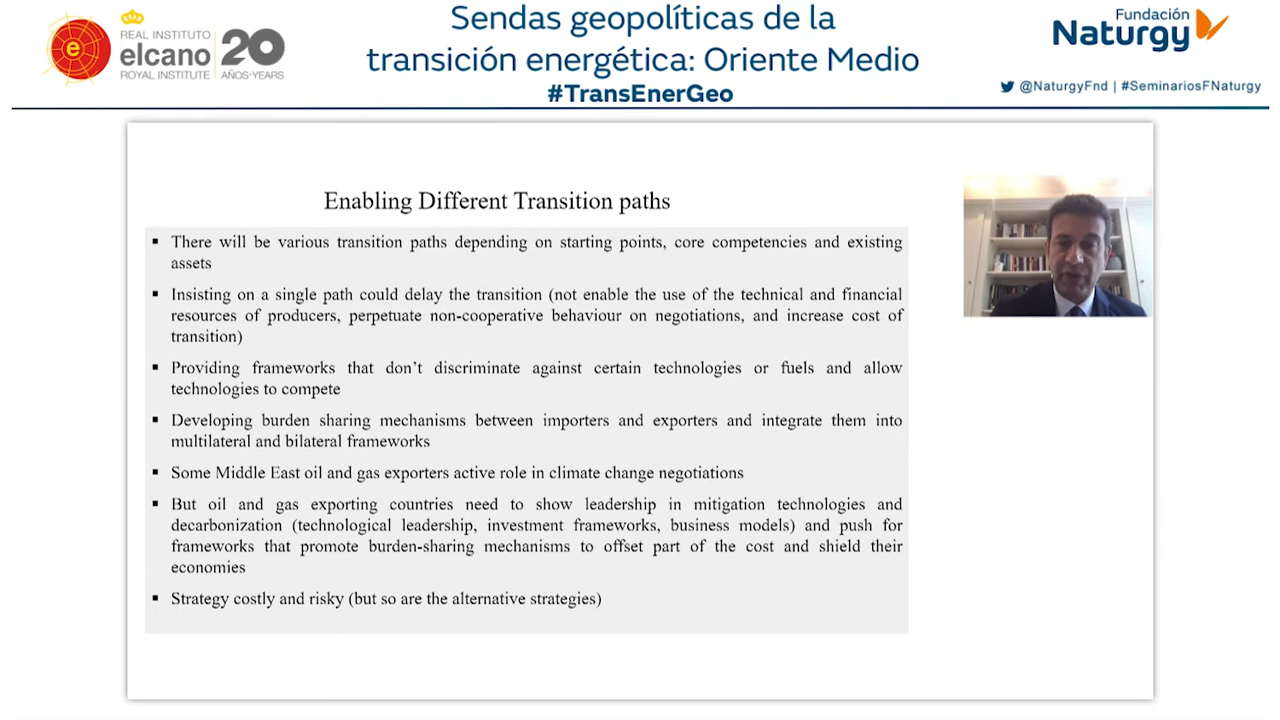 REAL INSTITUTO
elcano
ROYAL INSTITUTE
20
AÑOS·YEARS
Sendas geopolíticas de la
transición energética: Oriente Medio
#TransEnerGeo
Fundación
Naturgy
@NaturgyFnd | #SeminariosFNaturgy
Enabling Different Transition paths
▪ There will be various transition paths depending on starting points, core competencies and existing
assets
▪ Insisting on a single path could delay the transition (not enable the use of the technical and financial
resources of producers, perpetuate non-cooperative behaviour on negotiations, and increase cost of
transition)
▪ Providing frameworks that don’t discriminate against certain technologies or fuels and allow
technologies to compete
▪ Developing burden sharing mechanisms between importers and exporters and integrate them into
multilateral and bilateral frameworks
▪ Some Middle East oil and gas exporters active role in climate change negotiations
▪ But oil and gas exporting countries need to show leadership in mitigation technologies and
decarbonization (technological leadership, investment frameworks, business models) and push for
frameworks that promote burden-sharing mechanisms to offset part of the cost and shield their
economies
▪ Strategy costly and risky (but so are the alternative strategies)